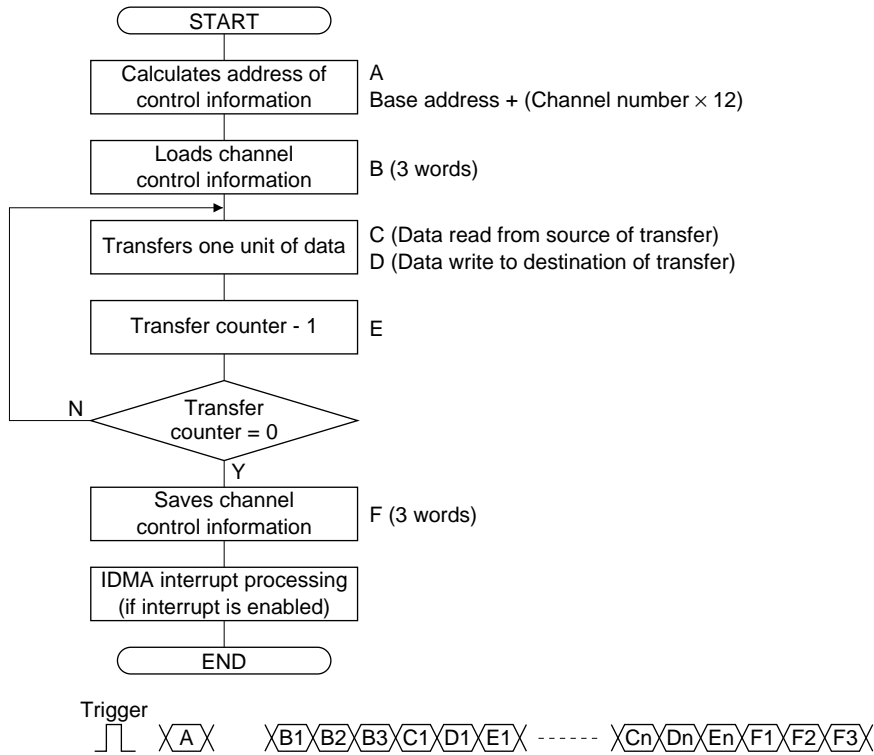 START
Calculates address of
control information
A
Base address + (Channel number × 12)
Loads channel
control information
B (3 words)
Transfers one unit of data
C (Data read from source of transfer)
D (Data write to destination of transfer)
Transfer counter - 1
E
N
Transfer
counter = 0
Y
Saves channel
control information
F (3 words)
IDMA interrupt processing
(if interrupt is enabled)
END
Trigger
A B1 B2 B3 C1 D1 E1 ------ Cn Dn En F1 F2 F3